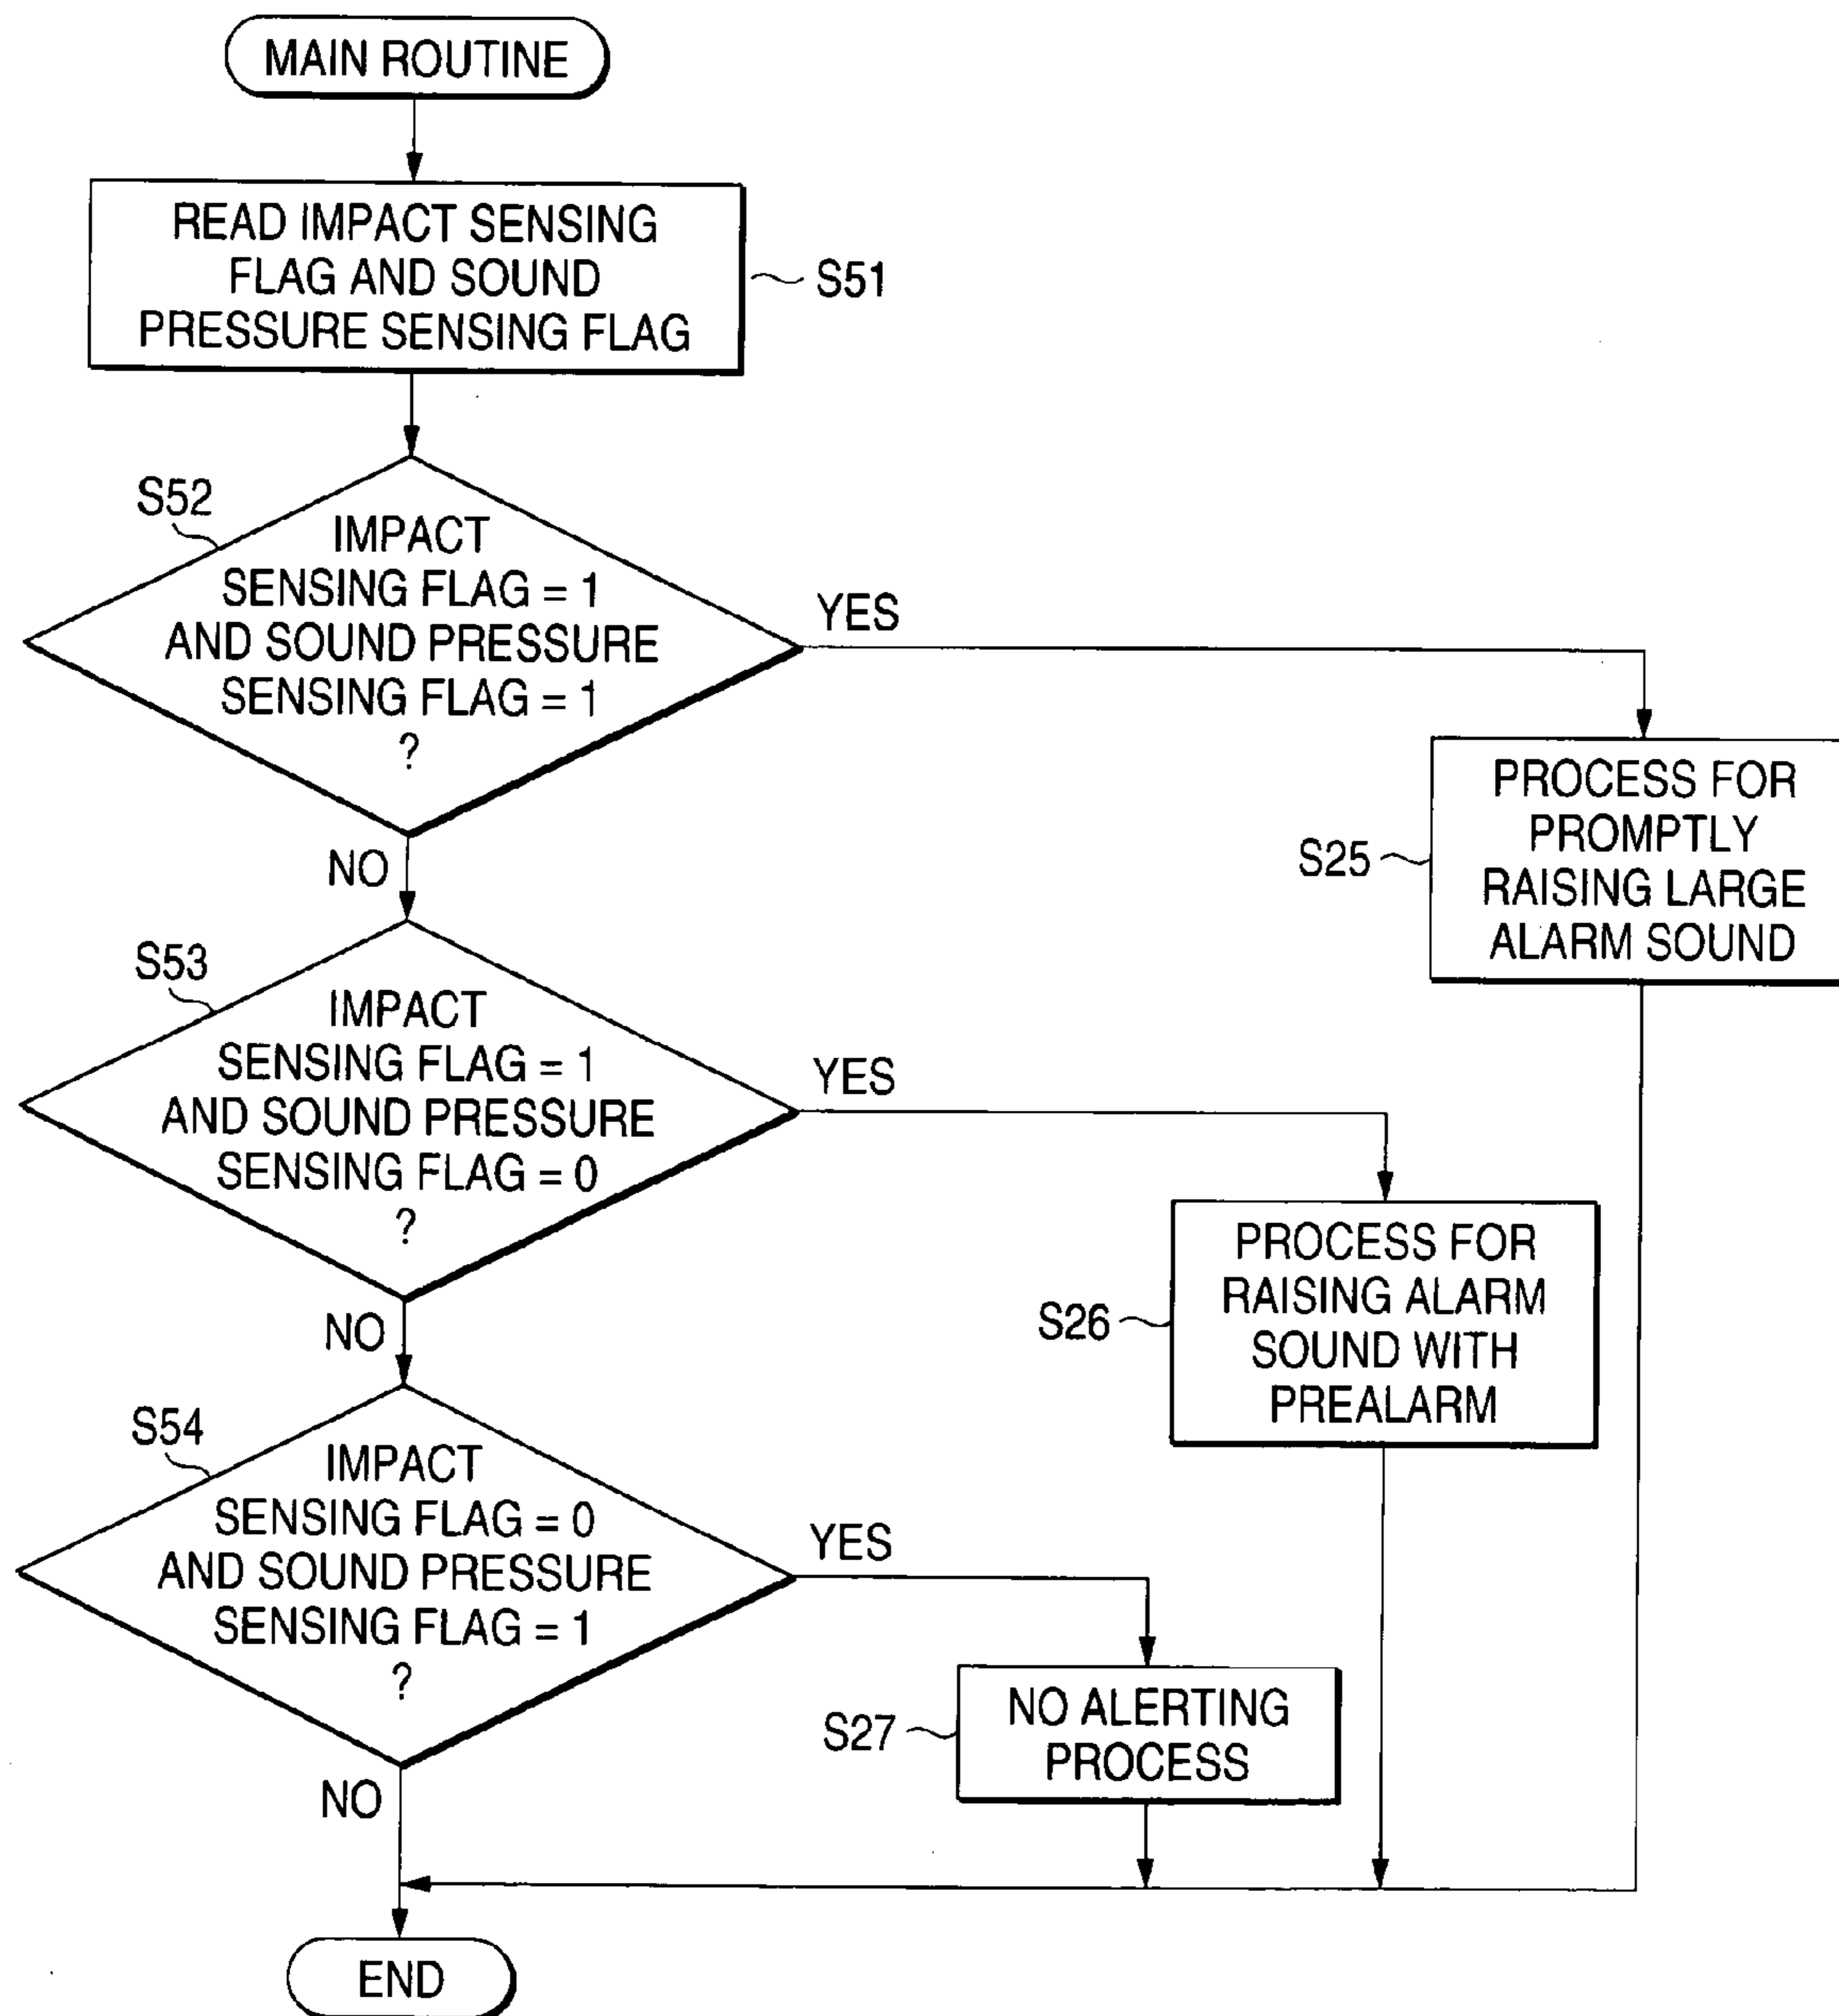 MAIN ROUTINE
READ IMPACT SENSING
FLAG AND SOUND
PRESSURE SENSING FLAG
S51
S52
IMPACT
SENSING FLAG = 1
AND SOUND PRESSURE
SENSING FLAG = 1
?
YES
NO
S25
PROCESS FOR
PROMPTLY
RAISING LARGE
ALARM SOUND
S53
IMPACT
SENSING FLAG = 1
AND SOUND PRESSURE
SENSING FLAG = 0
?
YES
NO
S26
PROCESS FOR
RAISING ALARM
SOUND WITH
PREALARM
S54
IMPACT
SENSING FLAG = 0
AND SOUND PRESSURE
SENSING FLAG = 1
?
YES
NO
S27
NO ALERTING
PROCESS
END